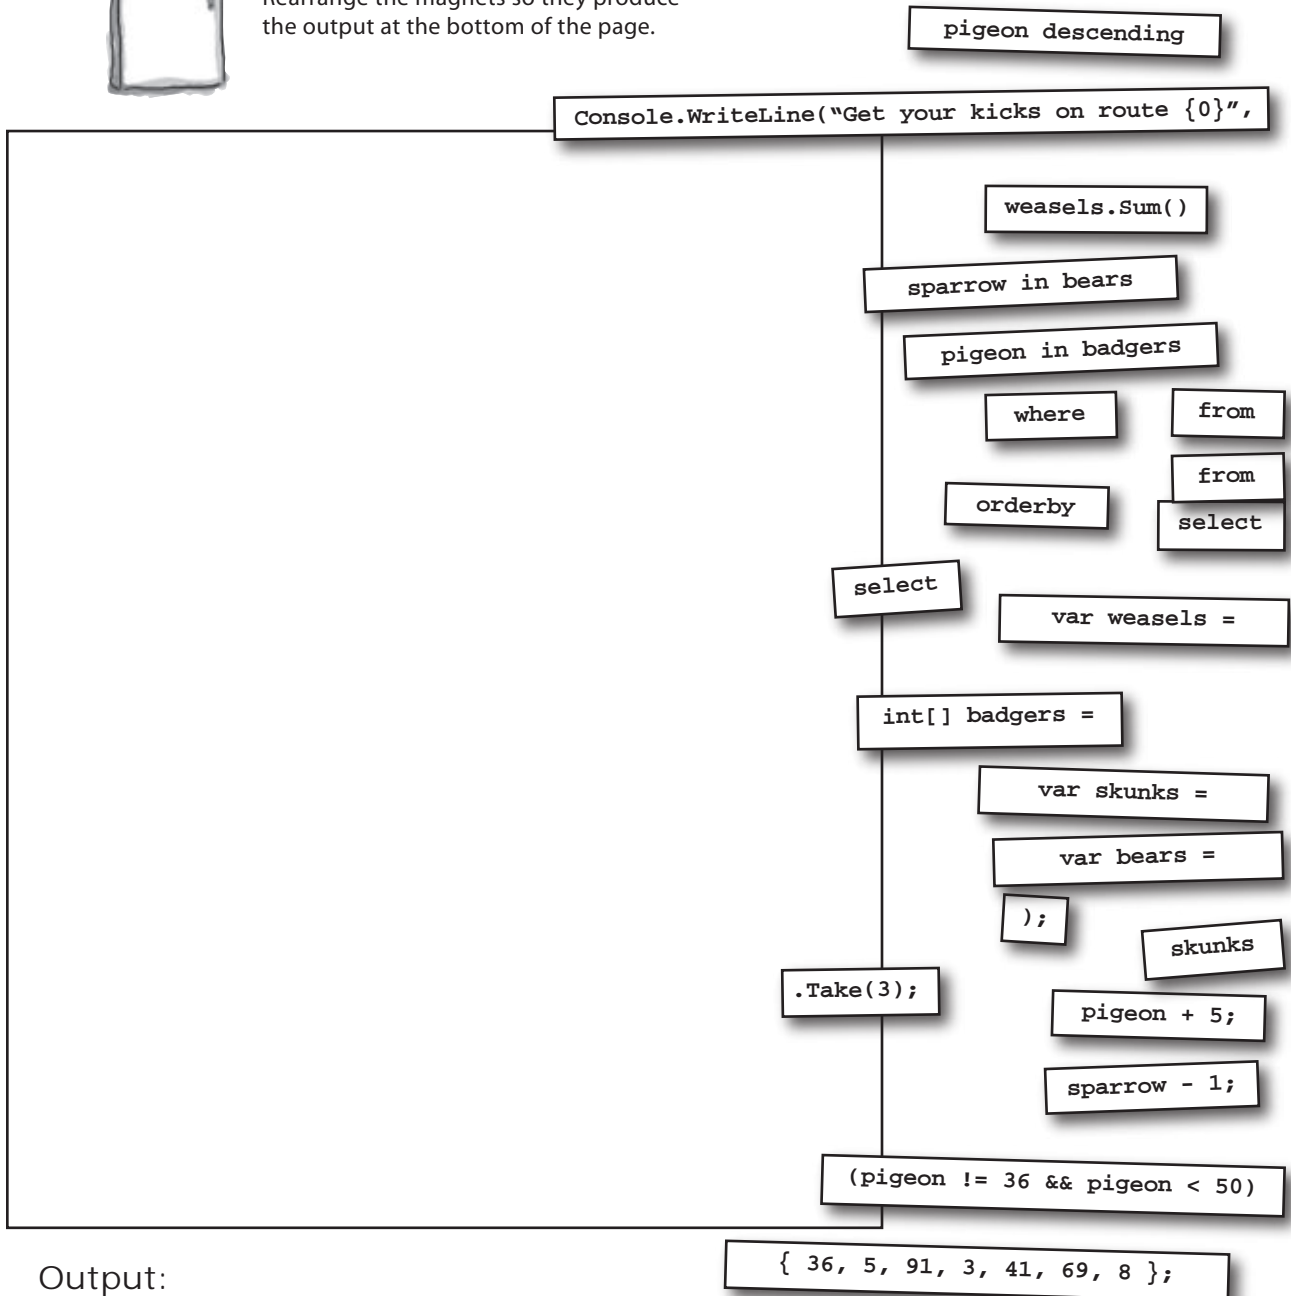 Rearrange the magnets so they produce
the output at the bottom of the page.
pigeon descending
Console.WriteLine(“Get your kicks on route {0}”,
weasels.Sum()
sparrow in bears
pigeon in badgers
where
from
from
orderby
select
select
var weasels =
int[] badgers =
var skunks =
var bears =
);
skunks
.Take(3);
pigeon + 5;
sparrow - 1;
(pigeon != 36 && pigeon < 50)
{ 36, 5, 91, 3, 41, 69, 8 };
Output: